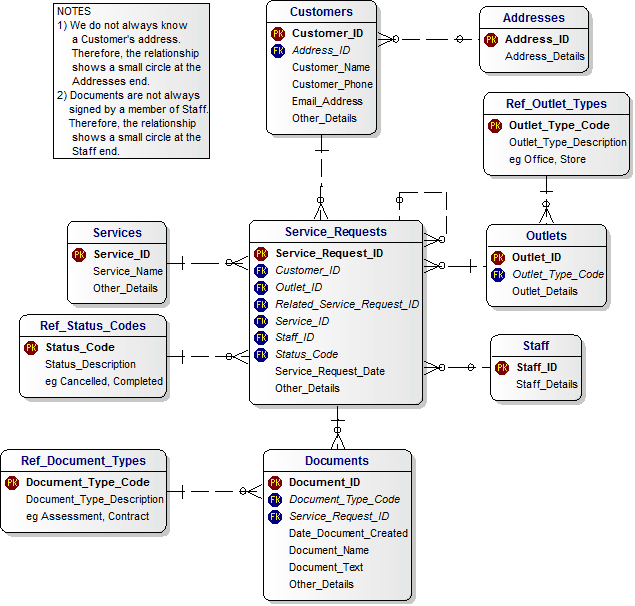 NOTES
1) We do not always know
a Customer's address.
Therefore, the relationship
shows a small circle at the
Addresses end.
2) Documents are not always
signed by a member of Staff.
Therefore, the relationship
shows a small circle at the
Staff end.
Customers
PK Customer_ID
FK Address_ID
Customer_Name
Customer_Phone
Email_Address
Other_Details
Addresses
PK Address_ID
Address_Details
Ref_Outlet_Types
PK Outlet_Type_Code
Outlet_Type_Description
eg Office, Store
Services
PK Service_ID
Service_Name
Other_Details
Service_Requests
PK Service_Request_ID
FK Customer_ID
FK Outlet_ID
FK Related_Service_Request_ID
FK Service_ID
FK Staff_ID
FK Status_Code
Service_Request_Date
Other_Details
Outlets
PK Outlet_ID
FK Outlet_Type_Code
Outlet_Details
Ref_Status_Codes
PK Status_Code
Status_Description
eg Cancelled, Completed
Staff
PK Staff_ID
Staff_Details
Ref_Document_Types
PK Document_Type_Code
Document_Type_Description
eg Assessment, Contract
Documents
PK Document_ID
FK Document_Type_Code
FK Service_Request_ID
Date_Document_Created
Document_Name
Document_Text
Other_Details